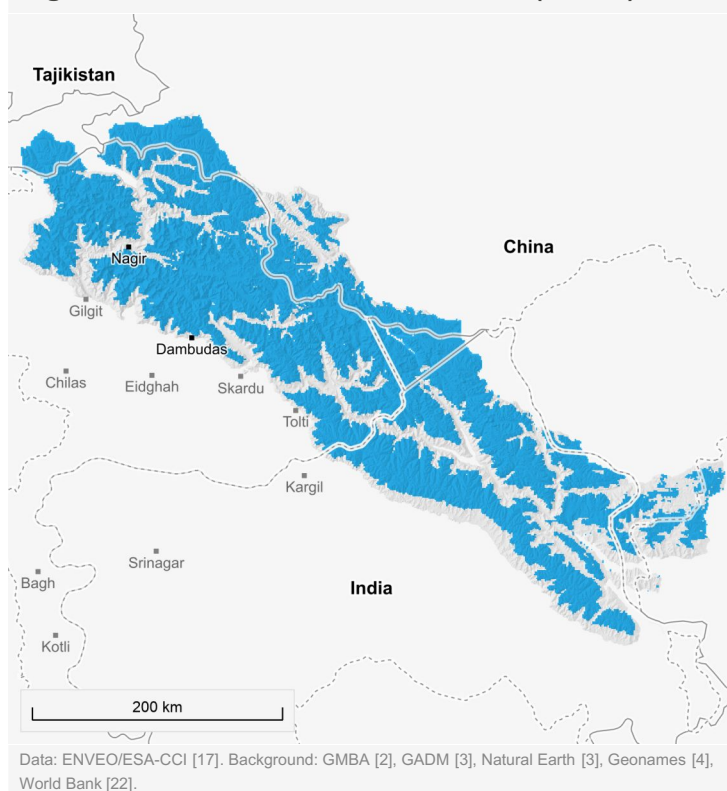 Tajikistan
China
Nagir
Gilgit
Dambudas
Chilas
Eidghah
Skardu
Tolti
Kargil
Srinagar
Bagh
India
Kotli
200 km
Data: ENVEO/ESA-CCI [17]. Background: GMBA [2], GADM [3], Natural Earth [3], Geonames [4],
World Bank [22].